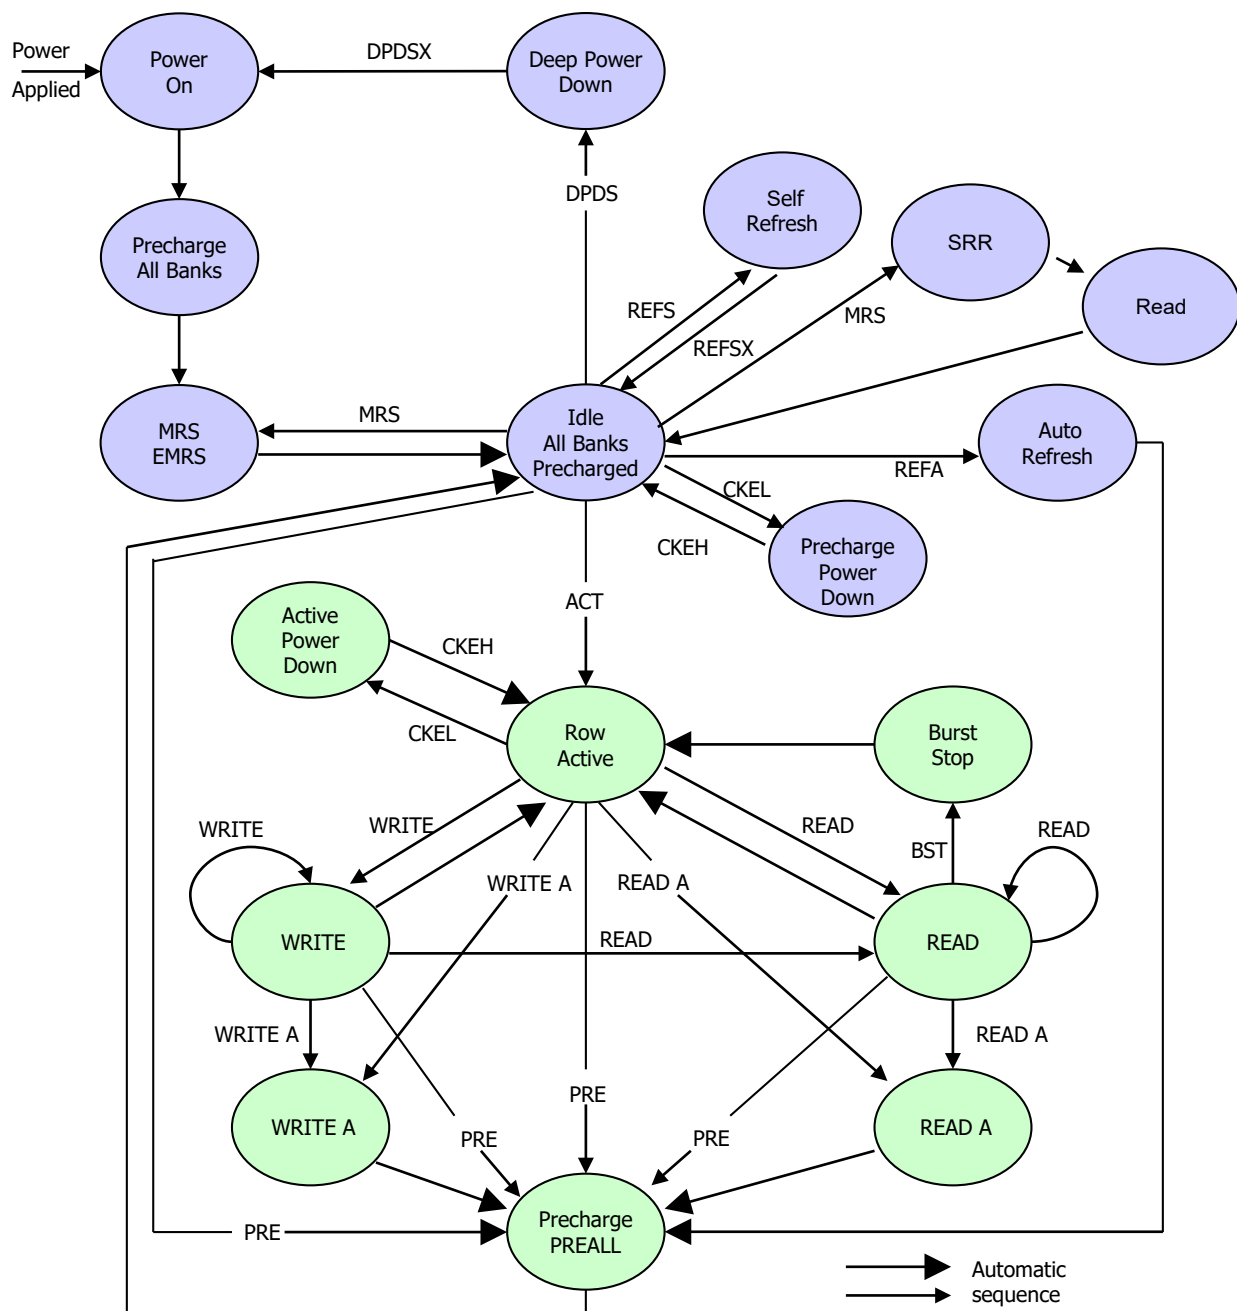 Power
Applied
Power
On
DPDSX
Deep Power
Down
DPDS
Self
Refresh
SRR
Precharge
All Banks
Read
REFS
MRS
REFSX
MRS
MRS
EMRS
Idle
All Banks
Precharged
Auto
Refresh
REFA
CKEL
CKEH
Precharge
Power
Down
ACT
Active
Power
Down
CKEH
CKEL
Row
Active
Burst
Stop
WRITE
WRITE
READ
READ
BST
WRITE A
READ A
WRITE
READ
READ
WRITE A
READ A
PRE
WRITE A
READ A
PRE
PRE
PRE
Precharge
PREALL
Automatic
sequence